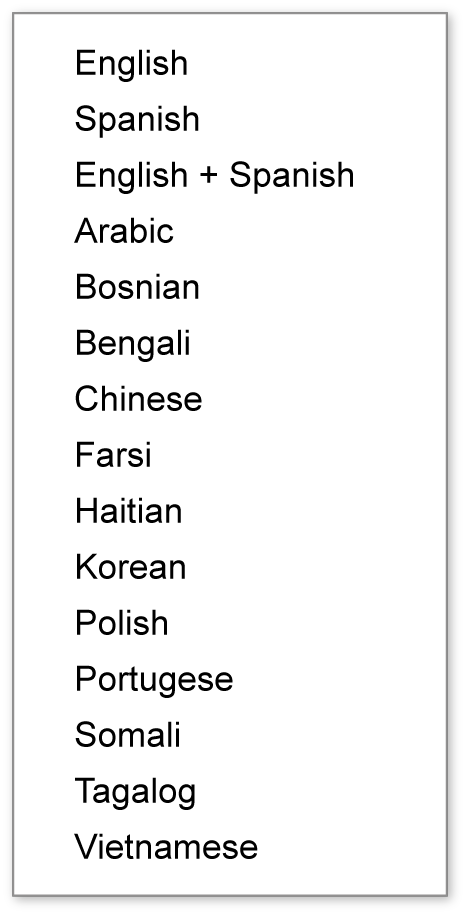 English
Spanish
English + Spanish
Arabic
Bosnian
Bengali
Chinese
Farsi
Haitian
Korean
Polish
Portugese
Somali
Tagalog
Vietnamese